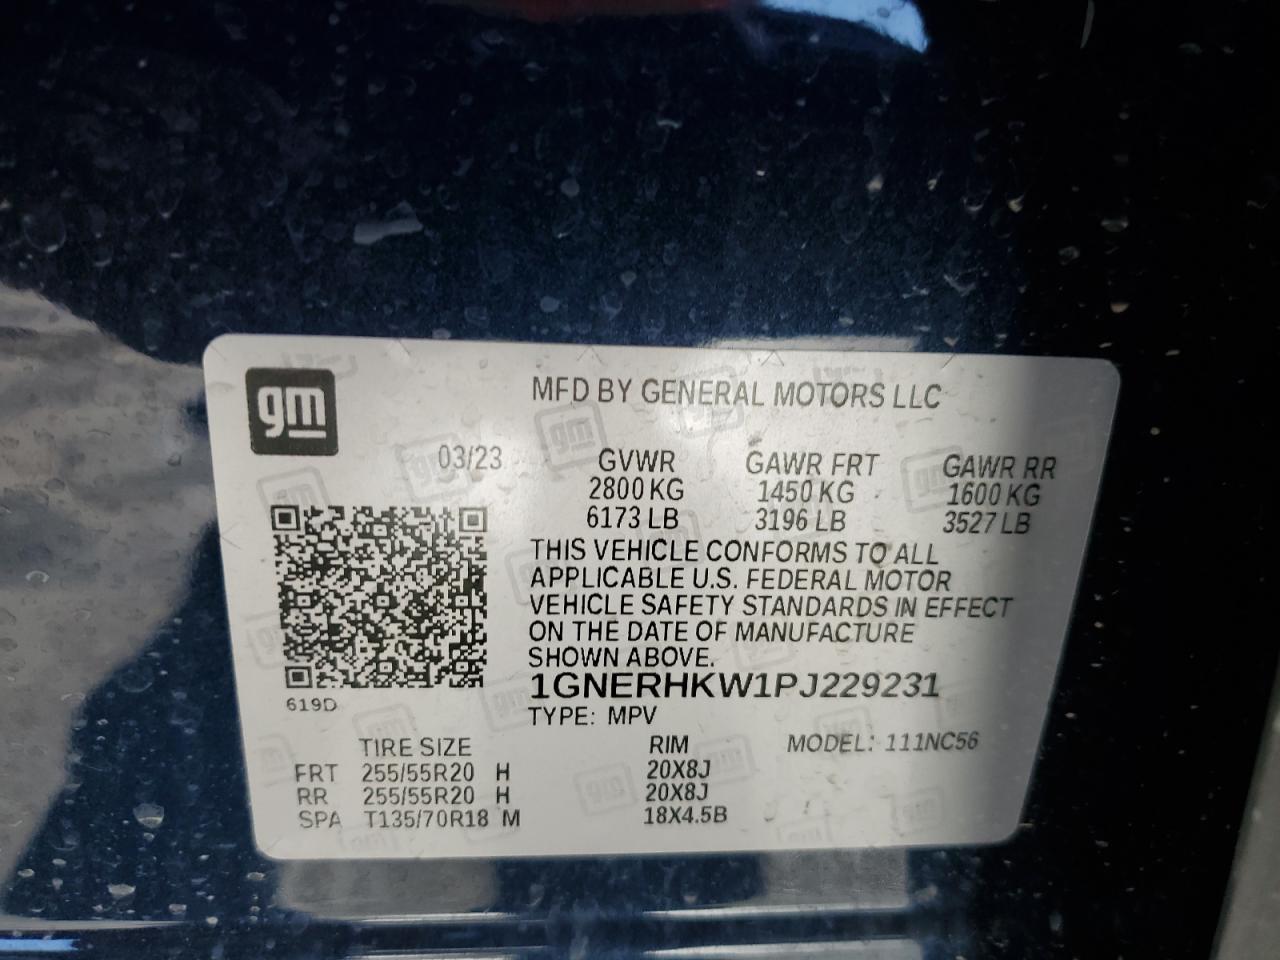 gm
MFD BY GENERAL MOTORS LLC
03/23
GVWR GAWR FRT GAWR RR
2800 KG 1450 KG 1600 KG
6173 LB 3196 LB 3527 LB
THIS VEHICLE CONFORMS TO ALL
APPLICABLE U.S. FEDERAL MOTOR
VEHICLE SAFETY STANDARDS IN EFFECT
ON THE DATE OF MANUFACTURE
SHOWN ABOVE.
1GNERHKW1PJ229231
619D
TYPE: MPV
TIRE SIZE RIM MODEL: 111NC56
FRT 255/55R20 H 20X8J
RR 255/55R20 H 20X8J
SPA T135/70R18 M 18X4.5B